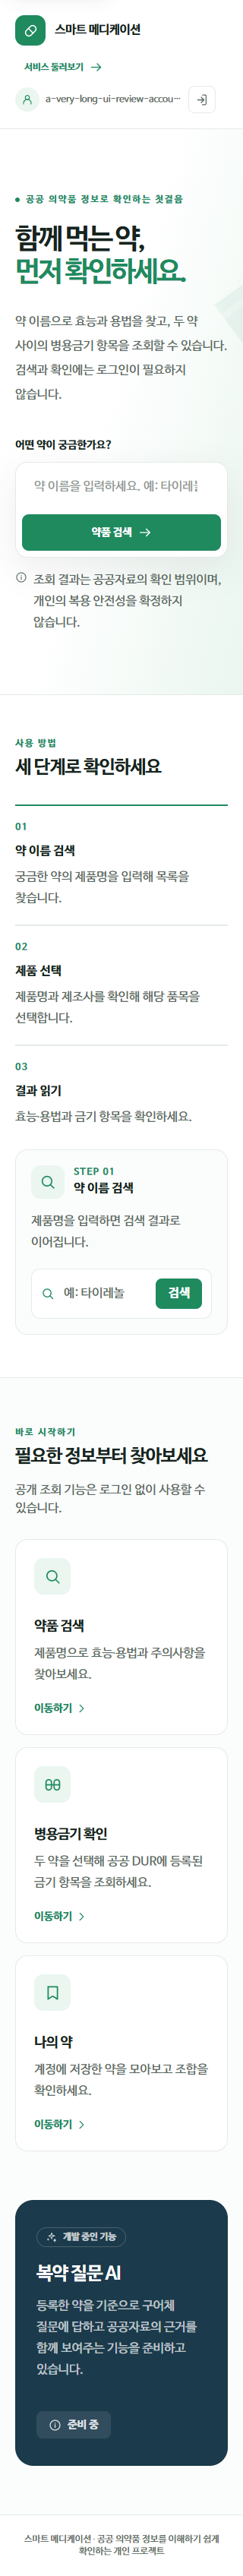 스마트 메디케이션
서비스 둘러보기
a-very-long-ui-review-accou…
공공 의약품 정보로 확인하는 첫걸음
함께 먹는 약,
먼저 확인하세요.
약 이름으로 효능과 용법을 찾고, 두 약
사이의 병용금기 항목을 조회할 수 있습니다.
검색과 확인에는 로그인이 필요하지
않습니다.
어떤 약이 궁금한가요?
약 이름을 입력하세요. 예: 타이레
약품 검색
조회 결과는 공공자료의 확인 범위이며,
개인의 복용 안전성을 확정하지
않습니다.
사용 방법
세 단계로 확인하세요
01
약 이름 검색
궁금한 약의 제품명을 입력해 목록을
찾습니다.
02
제품 선택
제품명과 제조사를 확인해 해당 품목을
선택합니다.
03
결과 읽기
효능·용법과 금기 항목을 확인하세요.
STEP 01
약 이름 검색
제품명을 입력하면 검색 결과로
이어집니다.
예: 타이레놀
검색
바로 시작하기
필요한 정보부터 찾아보세요
공개 조회 기능은 로그인 없이 사용할 수
있습니다.
약품 검색
제품명으로 효능·용법과 주의사항을
찾아보세요.
이동하기
병용금기 확인
두 약을 선택해 공공 DUR에 등록된
금기 항목을 조회하세요.
이동하기
나의 약
계정에 저장한 약을 모아보고 조합을
확인하세요.
이동하기
개발 중인 기능
복약 질문 AI
등록한 약을 기준으로 구어체
질문에 답하고 공공자료의 근거를
함께 보여주는 기능을 준비하고
있습니다.
준비 중
스마트 메디케이션 · 공공 의약품 정보를 이해하기 쉽게
확인하는 개인 프로젝트